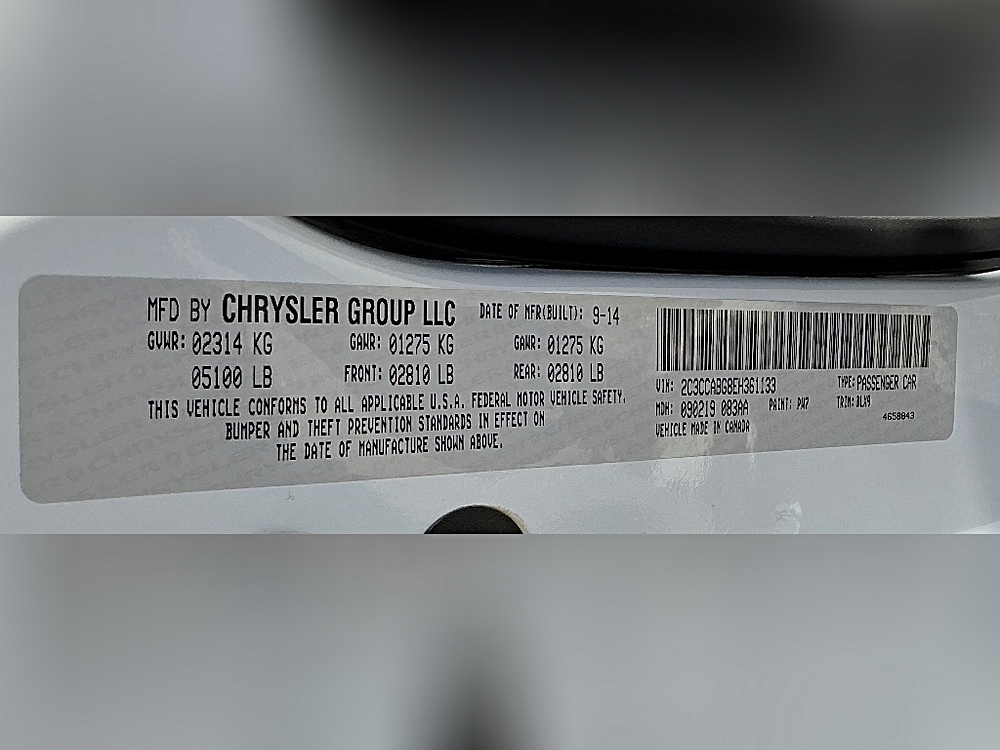 MFD BY CHRYSLER GROUP LLC DATE OF MFR(BUILT): 9-14
GVWR: 02314 KG GAWR: 01275 KG GAWR: 01275 KG
05100 LB FRONT: 02810 LB REAR: 02810 LB
THIS VEHICLE CONFORMS TO ALL APPLICABLE U.S.A. FEDERAL MOTOR VEHICLE SAFETY.
BUMPER AND THEFT PREVENTION STANDARDS IN EFFECT ON
THE DATE OF MANUFACTURE SHOWN ABOVE.
VIN: 2C3CCABG8EH361133 TYPE: PASSENGER CAR
MDH: 090219 083AA PAINT: PW7 TRIM: BLX9
VEHICLE MADE IN CANADA 4658843